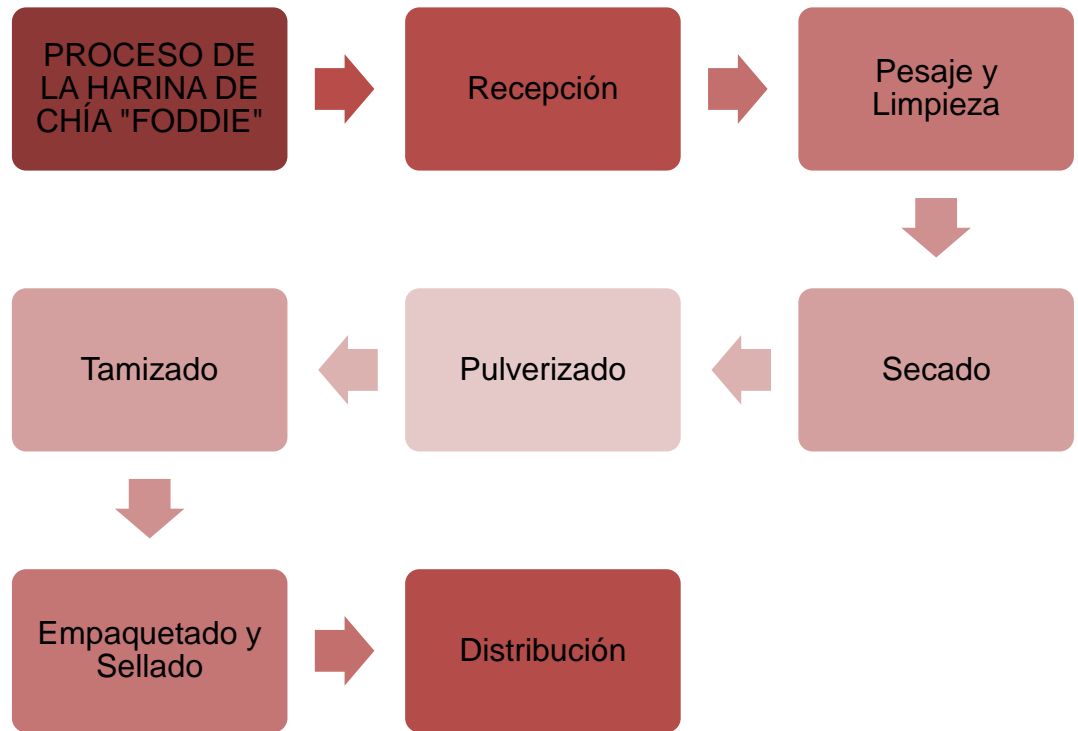 PROCESO DE
LA HARINA DE
CHÍA "FODDIE"
Recepción
Pesaje y
Limpieza
Secado
Pulverizado
Tamizado
Empaquetado y
Sellado
Distribución